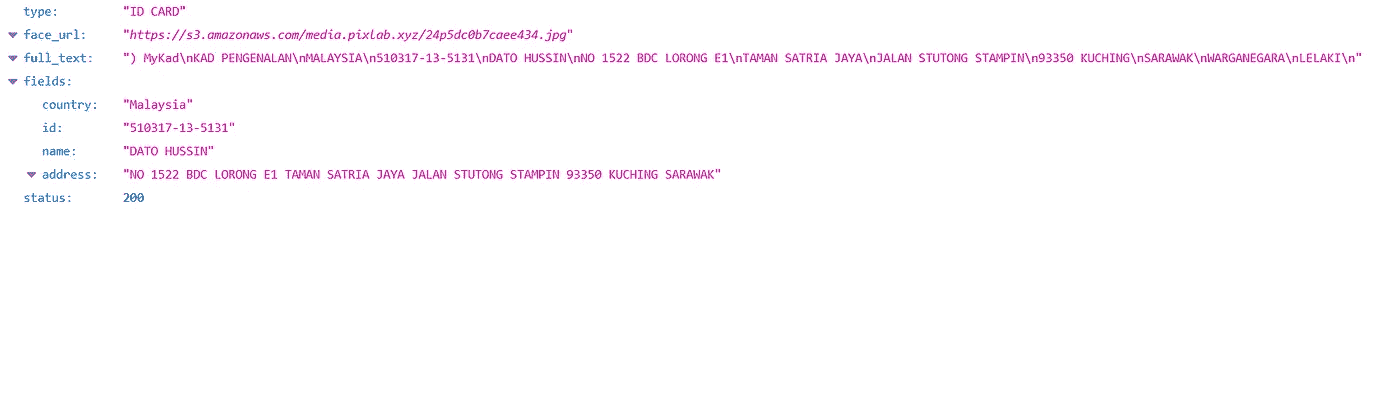 type: "ID CARD"
face_url: "https://s3.amazonaws.com/media.pixlab.xyz/24p5dc0b7caee434.jpg"
full_text: ") MyKad\nKAD PENGENALAN\nMALAYSIA\n510317-13-5131\nDATO HUSSIN\nNO 1522 BDC LORONG E1\nTAMAN SATRIA JAYA\nJALAN STUTONG STAMPIN\n93350 KUCHING\nSARAWAK\nWARGANEGARA\nLELAKI\n"
fields:
country: "Malaysia"
id: "510317-13-5131"
name: "DATO HUSSIN"
address: "NO 1522 BDC LORONG E1 TAMAN SATRIA JAYA JALAN STUTONG STAMPIN 93350 KUCHING SARAWAK"
status: 200